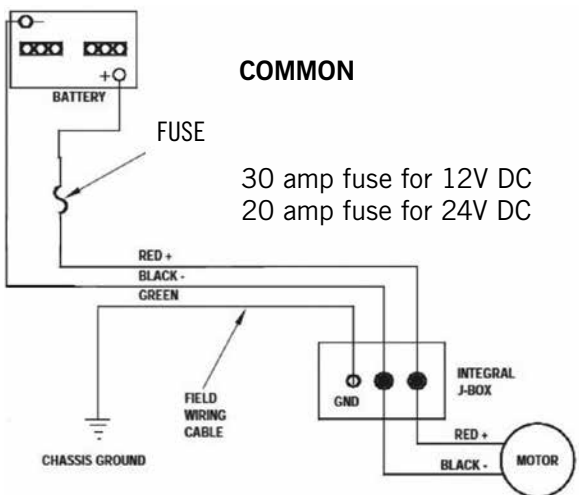 +
BATTERY
COMMON
FUSE
30 amp fuse for 12V DC
20 amp fuse for 24V DC
RED +
BLACK -
GREEN
FIELD
WIRING
CABLE
CHASSIS GROUND
GND
INTEGRAL
J-BOX
RED +
BLACK -
MOTOR